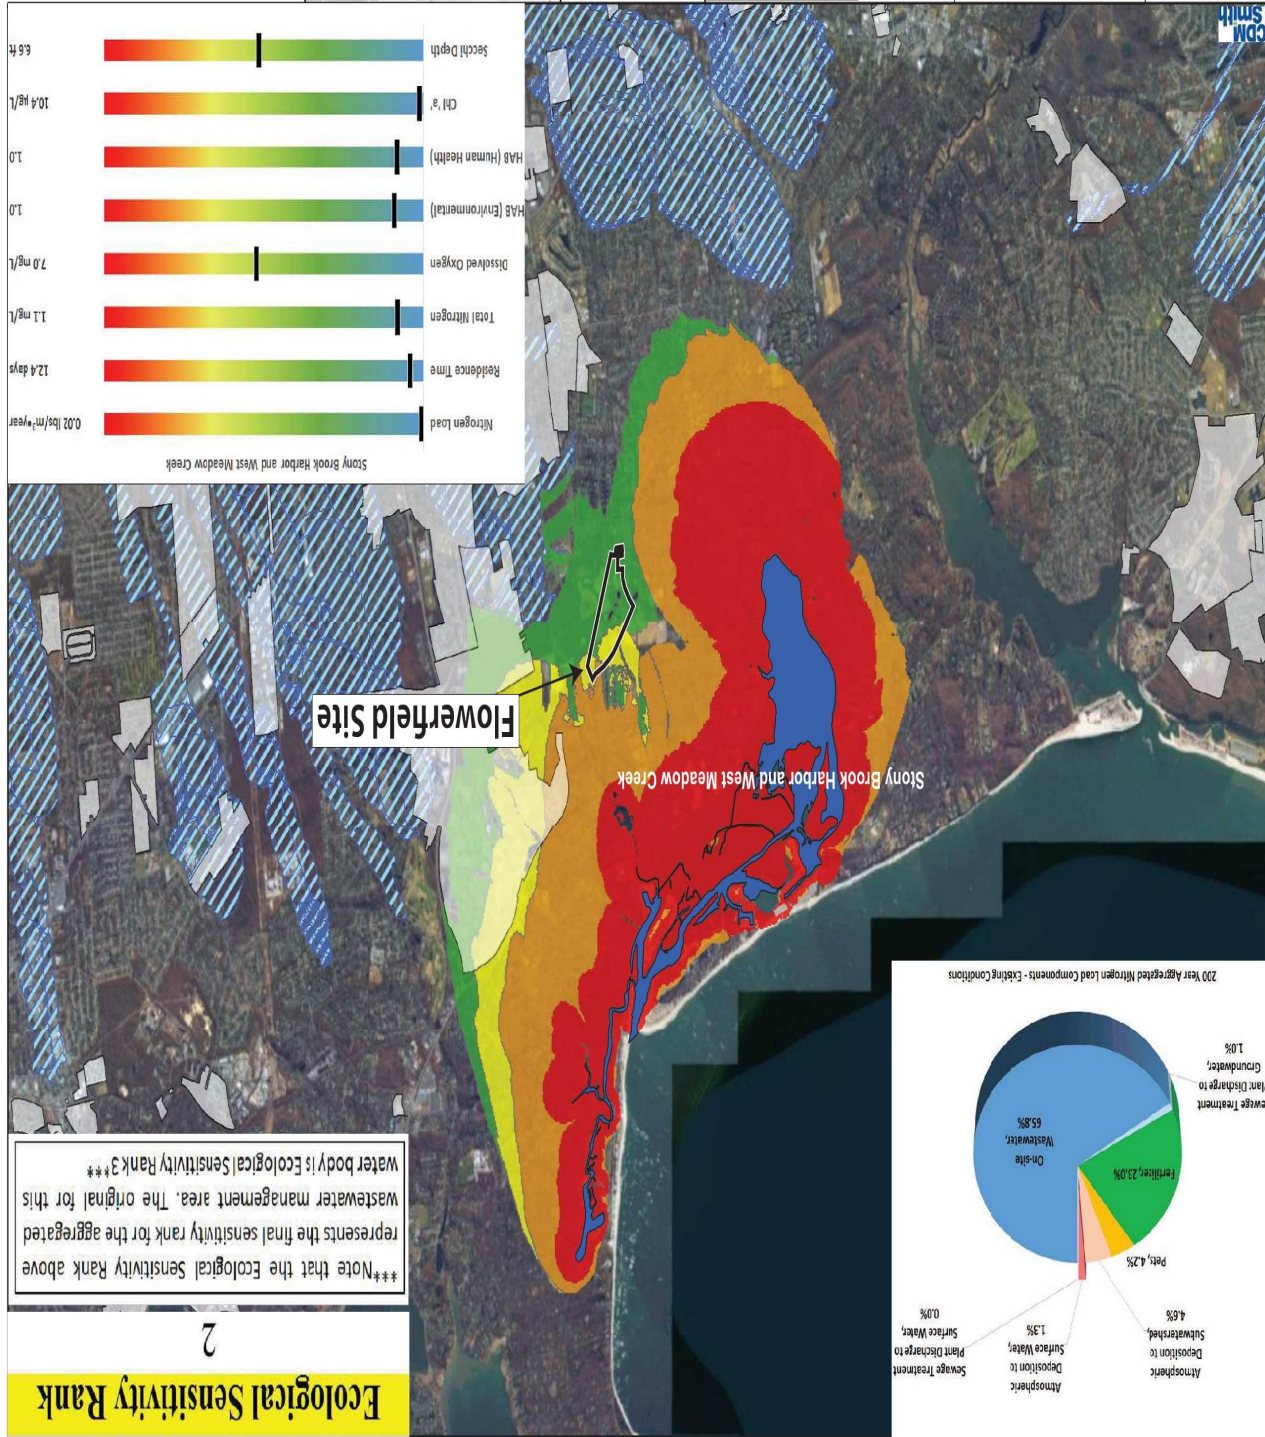 Ecological Sensitivity Rank
2
***Note that the Ecological Sensitivity Rank above
represents the final sensitivity rank for the aggregated
wastewater management area. The original for this
water body is Ecological Sensitivity Rank 3***
Sewage Treatment
Plant Discharge to
Surface Water,
0.0%
Atmospheric
Deposition to
Surface Water,
1.3%
Atmospheric
Deposition to
Subwatershed,
4.6%
Pets, 4.2%
Fertilizer, 23.0%
On-site
Wastewater,
65.8%
Sewage Treatment
Plant Discharge to
Groundwater,
1.0%
200 Year Aggregated Nitrogen Load Components - Existing Conditions
Stony Brook Harbor and West Meadow Creek
Flowerfield Site
Stony Brook Harbor and West Meadow Creek
Nitrogen Load 0.02 lbs/m³•year
Residence Time 12.4 days
Total Nitrogen 1.1 mg/L
Dissolved Oxygen 7.0 mg/L
HAB (Environmental) 1.0
HAB (Human Health) 1.0
Chl 'a' 10.4 µg/L
Secchi Depth 6.6 ft
CDM
Smith